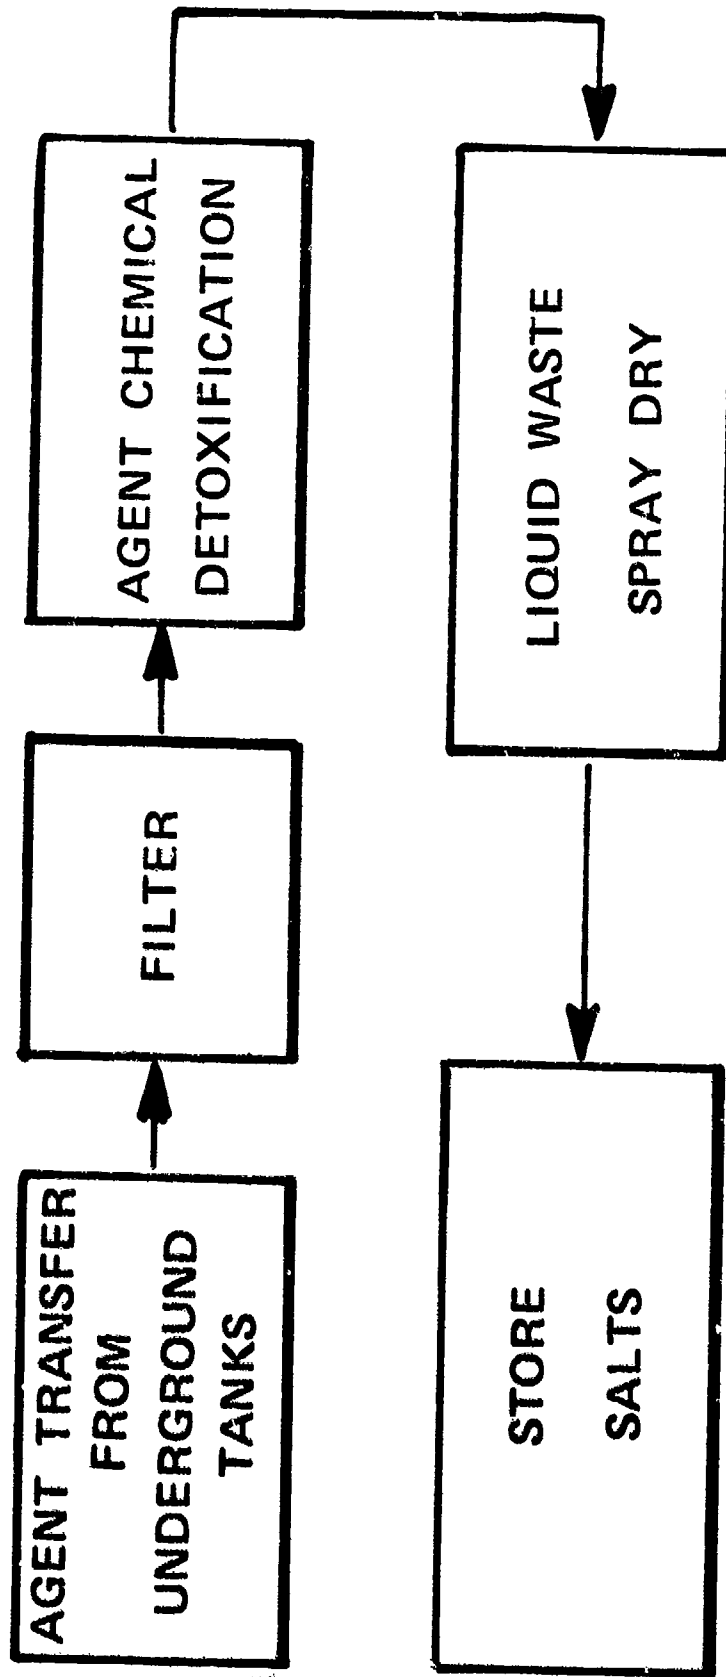 AGENT TRANSFER
FROM
UNDERGROUND
TANKS
FILTER
AGENT CHEMICAL
DETOXIFICATION
LIQUID WASTE
SPRAY DRY
STORE
SALTS